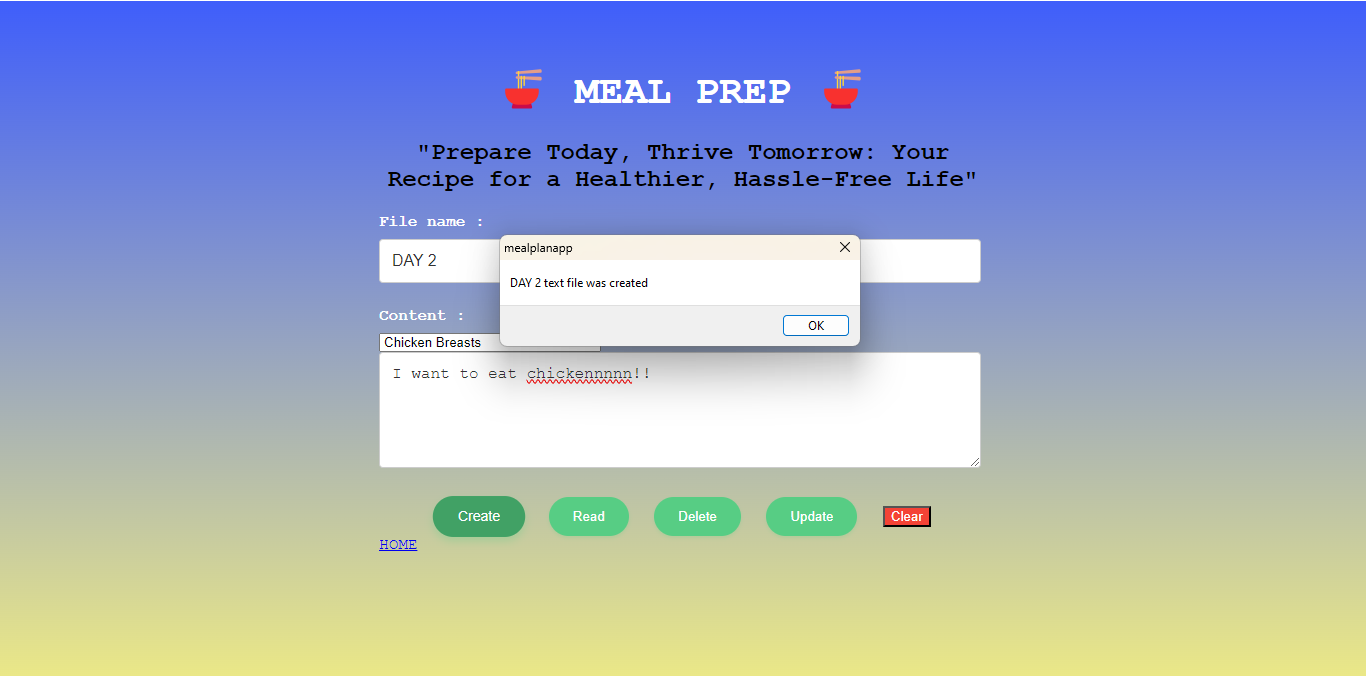 MEAL PREP
"Prepare Today, Thrive Tomorrow: Your
Recipe for a Healthier, Hassle-Free Life"
File name :
DAY 2
mealplanapp
DAY 2 text file was created
OK
Content :
Chicken Breasts
I want to eat chickennnnn!!
Create
Read
Delete
Update
Clear
HOME